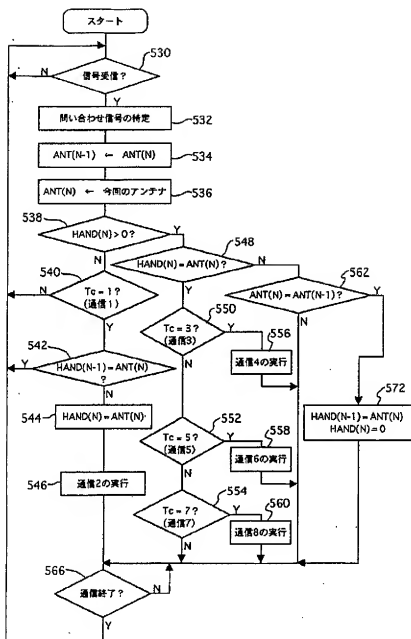 スタート
530
信号受信?
N
Y
問い合わせ信号の特定
532
ANT(N-1) ← ANT(N)
534
ANT(N) ← 今回のアンテナ
536
538
HAND(N)>0?
Y
N
548
HAND(N)=ANT(N)?
N
Y
540
Tc=1?
(通信1)
N
Y
562
ANT(N)=ANT(N-1)?
Y
N
550
Tc=3?
(通信3)
Y
N
556
通信4の実行
542
HAND(N-1)=ANT(N)
?
Y
N
544
HAND(N)=ANT(N)
572
HAND(N-1)=ANT(N)
HAND(N)=0
552
Tc=5?
(通信5)
Y
N
558
通信6の実行
546
通信2の実行
554
Tc=7?
(通信7)
Y
N
560
通信8の実行
566
通信終了?
N
Y